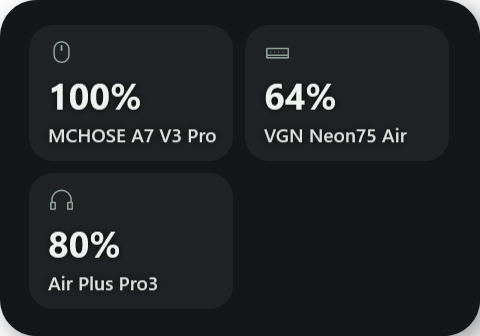 100%
MCHOSE A7 V3 Pro
64%
VGN Neon75 Air
80%
Air Plus Pro3